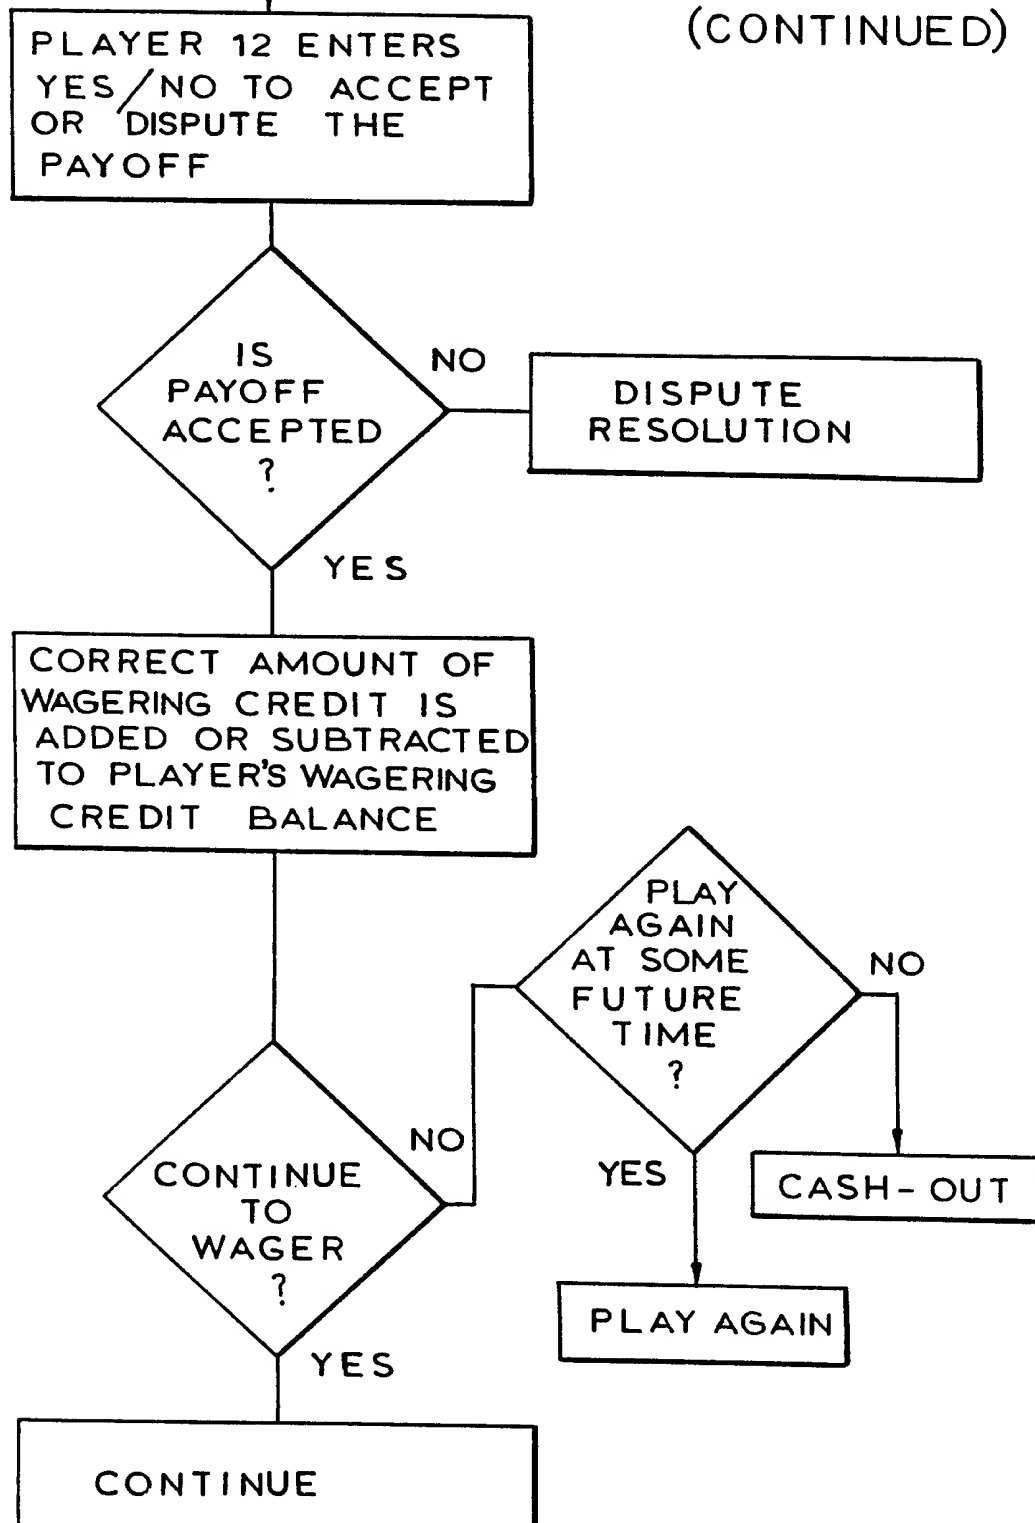 (CONTINUED)
PLAYER 12 ENTERS
YES/NO TO ACCEPT
OR DISPUTE THE
PAYOFF
IS
PAYOFF
ACCEPTED
?
NO
DISPUTE
RESOLUTION
YES
CORRECT AMOUNT OF
WAGERING CREDIT IS
ADDED OR SUBTRACTED
TO PLAYER'S WAGERING
CREDIT BALANCE
PLAY
AGAIN
AT SOME
FUTURE
TIME
?
NO
CASH-OUT
YES
PLAY AGAIN
CONTINUE
TO
WAGER
?
NO
YES
CONTINUE